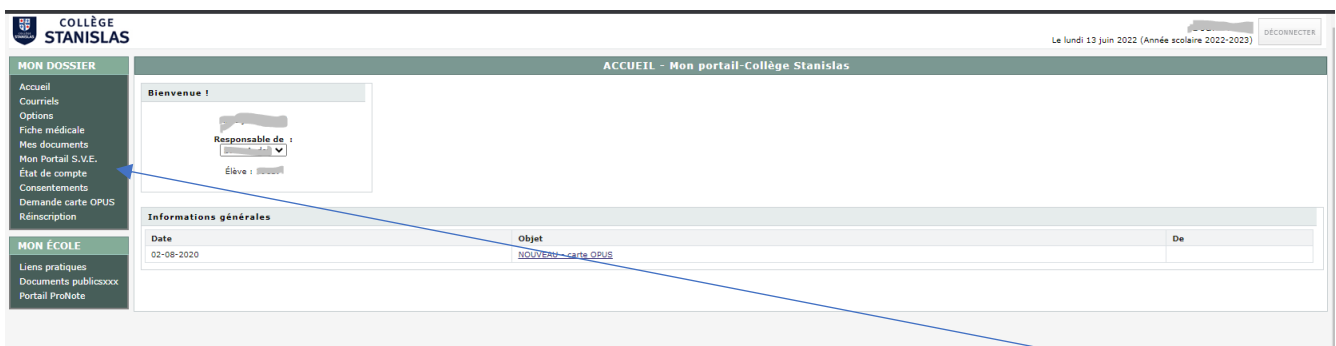 COLLÈGE
STANISLAS
Le lundi 13 juin 2022 (Année scolaire 2022-2023)
DÉCONNECTER
MON DOSSIER
Accueil
Courriels
Options
Fiche médicale
Mes documents
Mon Portail S.V.E.
État de compte
Consentements
Demande carte OPUS
Réinscription
MON ÉCOLE
Liens pratiques
Documents publicsxxx
Portail ProNote
ACCUEIL - Mon portail-Collège Stanislas
Bienvenue !
Responsable de :
Élève :
Informations générales
Date Objet De
02-08-2020 NOUVEAU - carte OPUS